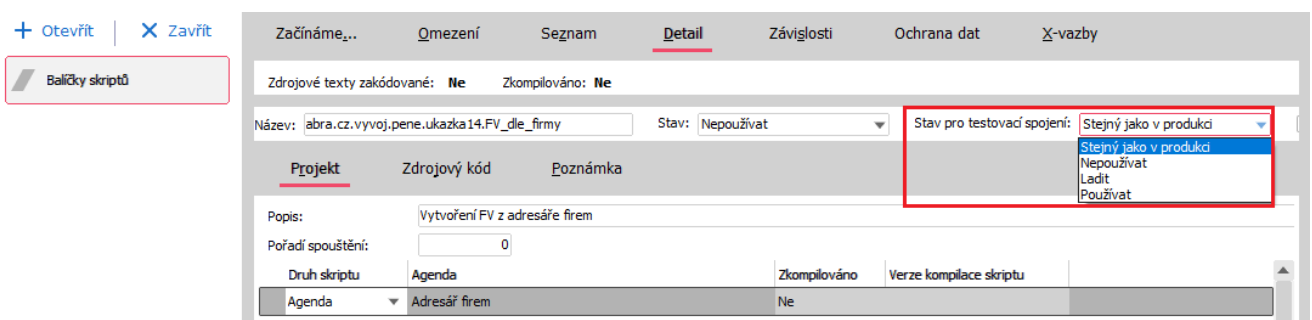 Otevřít Zavřít
Balíčky skriptů
Začínáme... Omezení Seznam Detail Závislosti Ochrana dat X-vazby
Zdrojové texty zakódované: Ne Zkompilováno: Ne
Název: abra.cz.vyvoj.pene.ukazka14.FV_dle_firmy Stav: Nepoužívat Stav pro testovací spojení: Stejný jako v produkci
Stejný jako v produkci
Nepoužívat
Ladit
Používat
Projekt Zdrojový kód Poznámka
Popis: Vytvoření FV z adresáře firem
Pořadí spouštění: 0
Druh skriptu Agenda Zkompilováno Verze kompilace skriptu
Agenda Adresář firem Ne